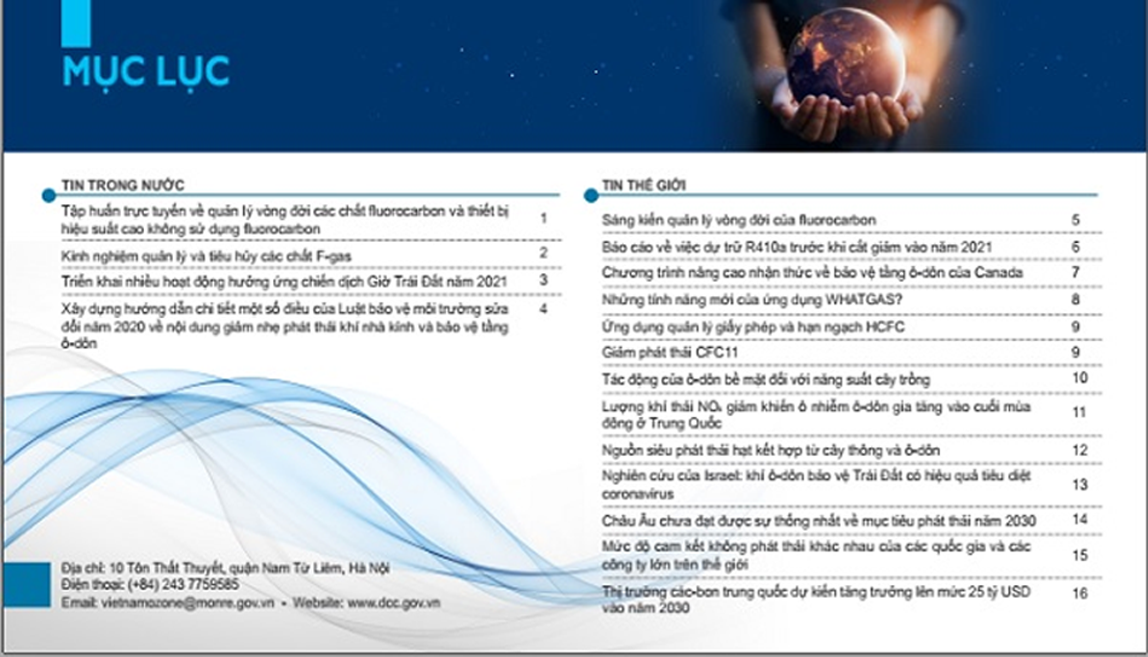 MỤC LỤC
TIN TRONG NƯỚC
Tập huấn trực tuyến về quản lý vòng đời các chất fluorocarbon và thiết bị
hiệu suất cao không sử dụng fluorocarbon 1
Kinh nghiệm quản lý và tiêu hủy các chất F-gas 2
Triển khai nhiều hoạt động hưởng ứng chiến dịch Giờ Trái Đất năm 2021 3
Xây dựng hướng dẫn chi tiết một số điều của Luật bảo vệ môi trường sửa 4
đổi năm 2020 về nội dung giảm nhẹ phát thải khí nhà kính và bảo vệ tầng
ô-dôn
TIN THẾ GIỚI
Sáng kiến quản lý vòng đời của fluorocarbon 5
Báo cáo về việc dự trữ R410a trước khi cắt giảm vào năm 2021 6
Chương trình nâng cao nhận thức về bảo vệ tầng ô-dôn của Canada 7
Những tính năng mới của ứng dụng WHATGAS? 8
Ứng dụng quản lý giấy phép và hạn ngạch HCFC 9
Giảm phát thải CFC11 9
Tác động của ô-dôn bề mặt đối với năng suất cây trồng 10
Lượng khí thải NOₓ giảm khiến ô nhiễm ô-dôn gia tăng vào cuối mùa
đông ở Trung Quốc 11
Nguồn siêu phát thải hạt kết hợp từ cây thông và ô-dôn 12
Nghiên cứu của Israel: khí ô-dôn bảo vệ Trái Đất có hiệu quả tiêu diệt
coronavirus 13
Châu Âu chưa đạt được sự thống nhất về mục tiêu phát thải năm 2030 14
Mức độ cam kết không phát thải khác nhau của các quốc gia và các
công ty lớn trên thế giới 15
Thị trường các-bon trung quốc dự kiến tăng trưởng lên mức 25 tỷ USD 16
vào năm 2030
Địa chỉ: 10 Tôn Thất Thuyết, quận Nam Từ Liêm, Hà Nội
Điện thoại: (+84) 243 7759585
Email: vietnamozone@monre.gov.vn • Website: www.dcc.gov.vn